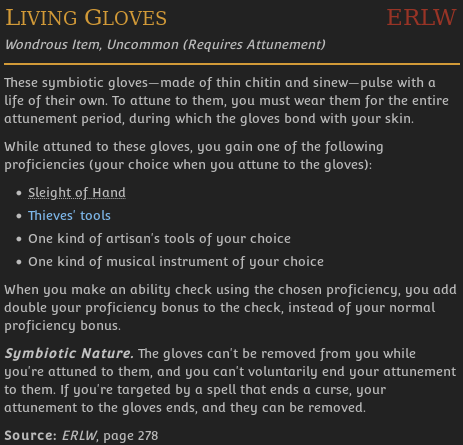 Living Gloves ERLW
Wondrous Item, Uncommon (Requires Attunement)
These symbiotic gloves—made of thin chitin and sinew—pulse with a
life of their own. To attune to them, you must wear them for the entire
attunement period, during which the gloves bond with your skin.
While attuned to these gloves, you gain one of the following
proficiencies (your choice when you attune to the gloves):
• Sleight of Hand
• Thieves' tools
• One kind of artisan's tools of your choice
• One kind of musical instrument of your choice
When you make an ability check using the chosen proficiency, you add
double your proficiency bonus to the check, instead of your normal
proficiency bonus.
Symbiotic Nature. The gloves can't be removed from you while
you're attuned to them, and you can't voluntarily end your attunement
to them. If you're targeted by a spell that ends a curse, your
attunement to the gloves ends, and they can be removed.
Source: ERLW, page 278